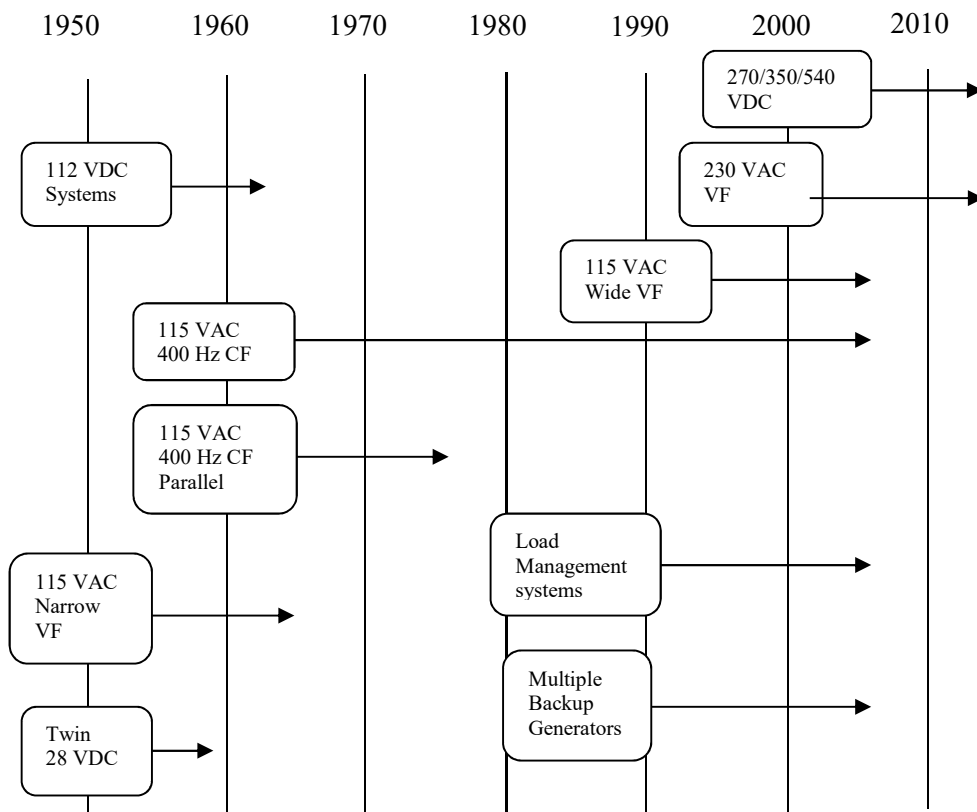 1950 1960 1970 1980 1990 2000 2010
270/350/540
VDC
112 VDC
Systems
230 VAC
VF
115 VAC
Wide VF
115 VAC
400 Hz CF
115 VAC
400 Hz CF
Parallel
Load
Management
systems
115 VAC
Narrow
VF
Multiple
Backup
Generators
Twin
28 VDC